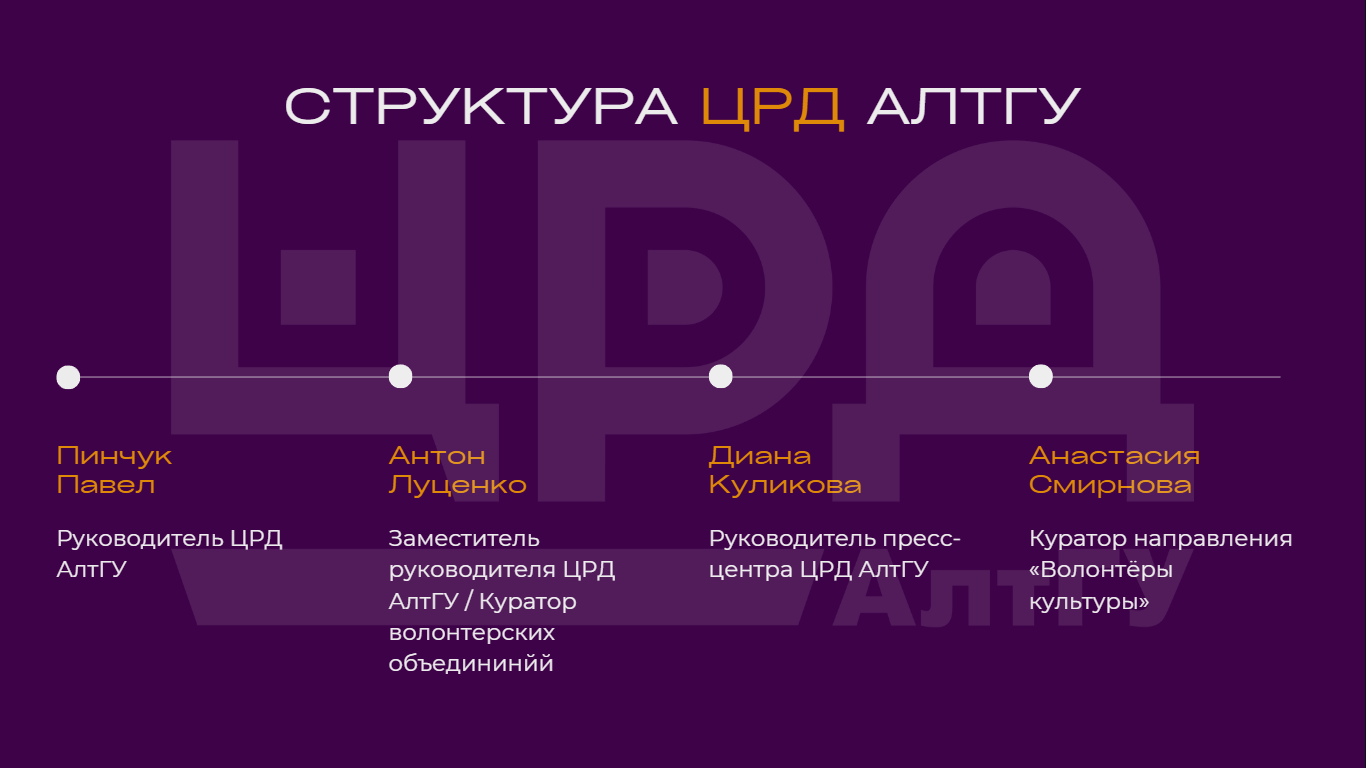 СТРУКТУРА ЦРД АЛТГУ
ЦРД
АлтГУ
Пинчук
Павел
Руководитель ЦРД
АлтГУ
Антон
Луценко
Заместитель
руководителя ЦРД
АлтГУ / Куратор
волонтерских
объедининйй
Диана
Куликова
Руководитель пресс-
центра ЦРД АлтГУ
Анастасия
Смирнова
Куратор направления
«Волонтёры
культуры»